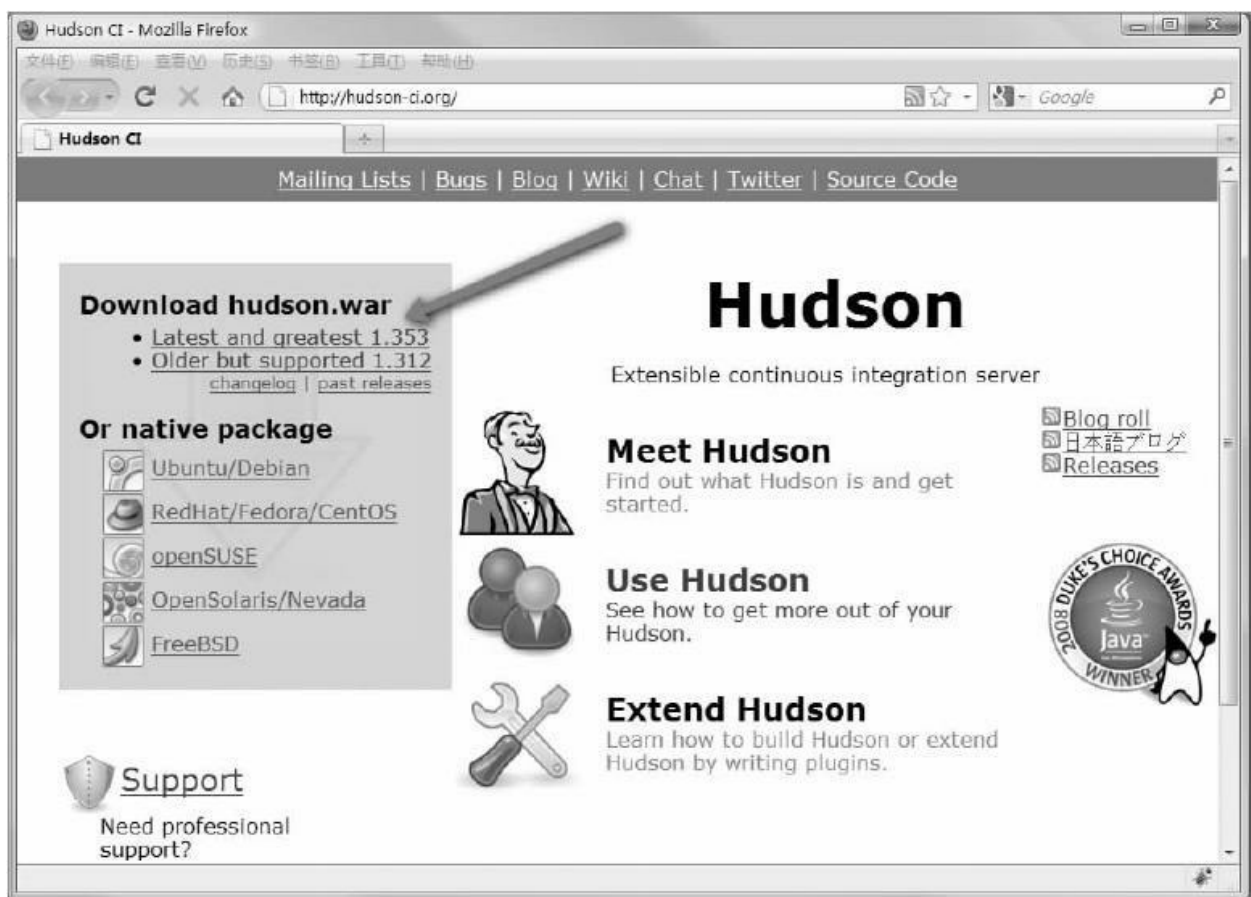 Hudson CI - Mozilla Firefox
文件(F) 编辑(E) 查看(V) 历史(S) 书签(B) 工具(T) 帮助(H)
http://hudson-ci.org/
Google
Hudson CI
Mailing Lists | Bugs | Blog | Wiki | Chat | Twitter | Source Code
Download hudson.war
• Latest and greatest 1.353
• Older but supported 1.312
changelog | past releases
Or native package
Ubuntu/Debian
RedHat/Fedora/CentOS
openSUSE
OpenSolaris/Nevada
FreeBSD
Support
Need professional
support?
Hudson
Extensible continuous integration server
Meet Hudson
Find out what Hudson is and get
started.
Use Hudson
See how to get more out of your
Hudson.
Extend Hudson
Learn how to build Hudson or extend
Hudson by writing plugins.
Blog roll
日本語ブログ
Releases
2008 DUKE'S CHOICE AWARDS
Java
WINNER